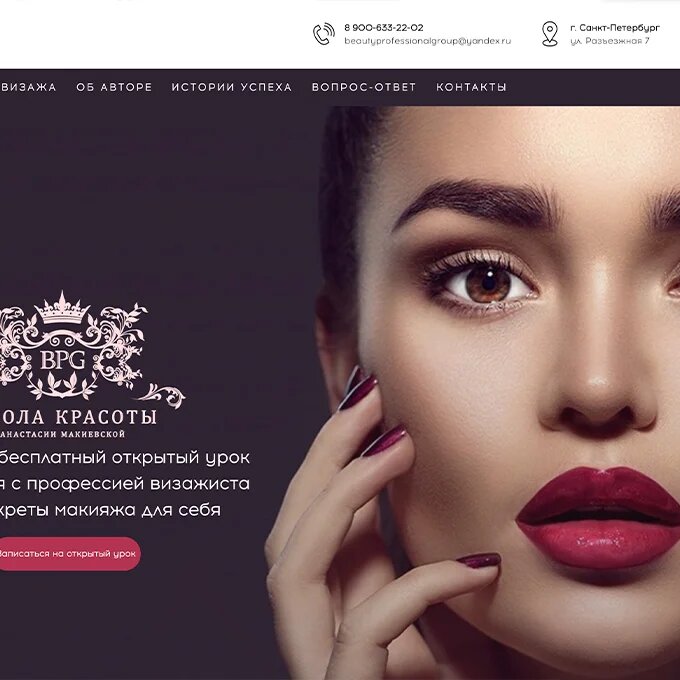 8 900-633-22-02
beautyprofessionalgroup@yandex.ru
г. Санкт-Петербург
ул. Разъезжная 7
ВИЗАЖА ОБ АВТОРЕ ИСТОРИИ УСПЕХА ВОПРОС-ОТВЕТ КОНТАКТЫ
BPG
ОЛА КРАСОТЫ
АНАСТАСИИ МАКИЕВСКОЙ
бесплатный открытый урок
я с профессией визажиста
креты макияжа для себя
Записаться на открытый урок